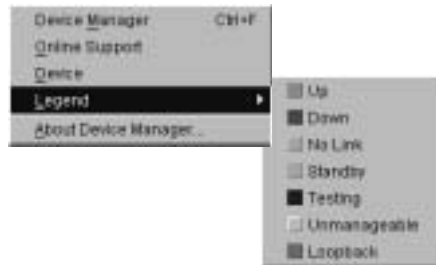 Device Manager Ctrl+F
Online Support
Device
Legend
About Device Manager...
Up
Down
No Link
Standby
Testing
Unmanageable
Loopback